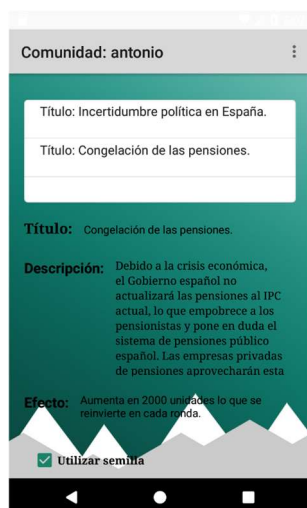 Comunidad: antonio
Título: Incertidumbre política en España.
Título: Congelación de las pensiones.
Título: Congelación de las pensiones.
Descripción: Debido a la crisis económica,
el Gobierno español no
actualizará las pensiones al IPC
actual, lo que empobrece a los
pensionistas y pone en duda el
sistema de pensiones público
español. Las empresas privadas
de pensiones aprovecharán esta
Efecto: Aumenta en 2000 unidades lo que se
reinvierte en cada ronda.
Utilizar semilla